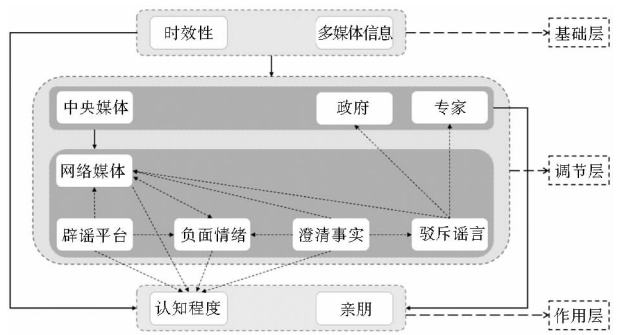 时效性 多媒体信息 基础层
中央媒体 政府 专家
网络媒体 调节层
辟谣平台 负面情绪 澄清事实 驳斥谣言
认知程度 亲朋 作用层